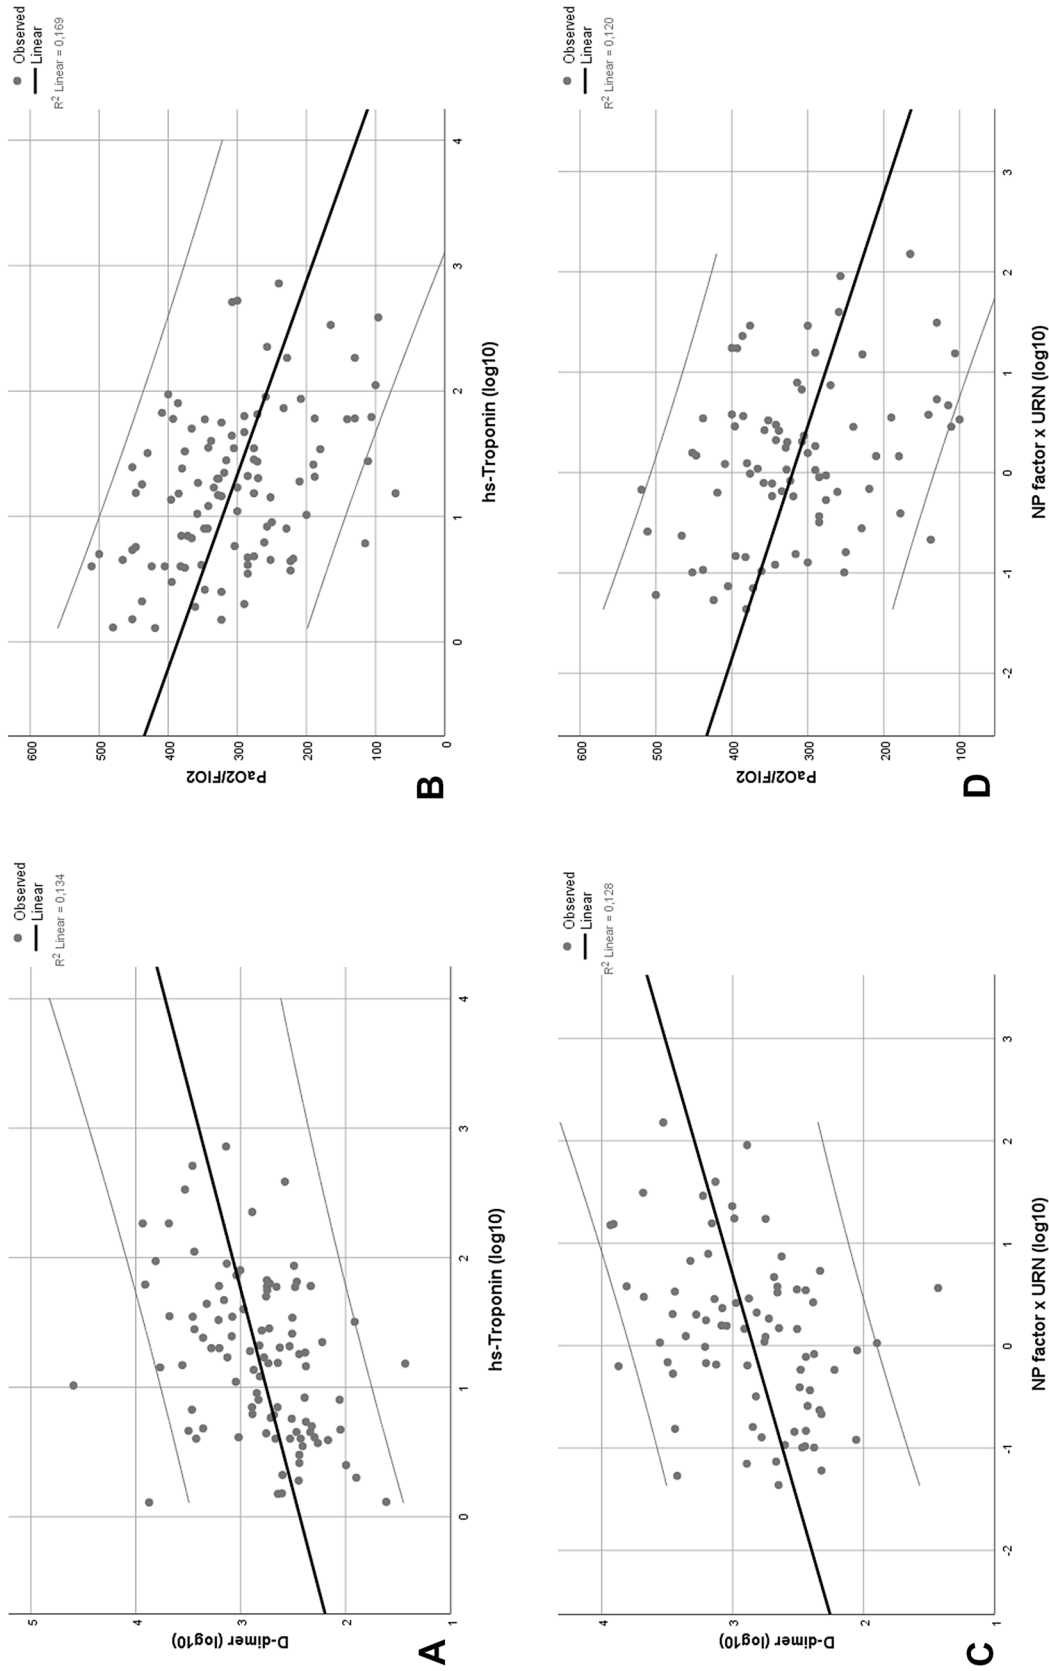 A
D-dimer (log10)
5
4
3
2
1
0
1
2
3
4
hs-Troponin (log10)
Observed
Linear
R2 Linear = 0,134
B
PaO2/FIO2
600
500
400
300
200
100
0
0
1
2
3
4
hs-Troponin (log10)
Observed
Linear
R2 Linear = 0,169
C
D-dimer (log10)
4
3
2
1
-2
-1
0
1
2
3
NP factor x URN (log10)
Observed
Linear
R2 Linear = 0,128
D
PaO2/FIO2
600
500
400
300
200
100
-2
-1
0
1
2
3
NP factor x URN (log10)
Observed
Linear
R2 Linear = 0,120